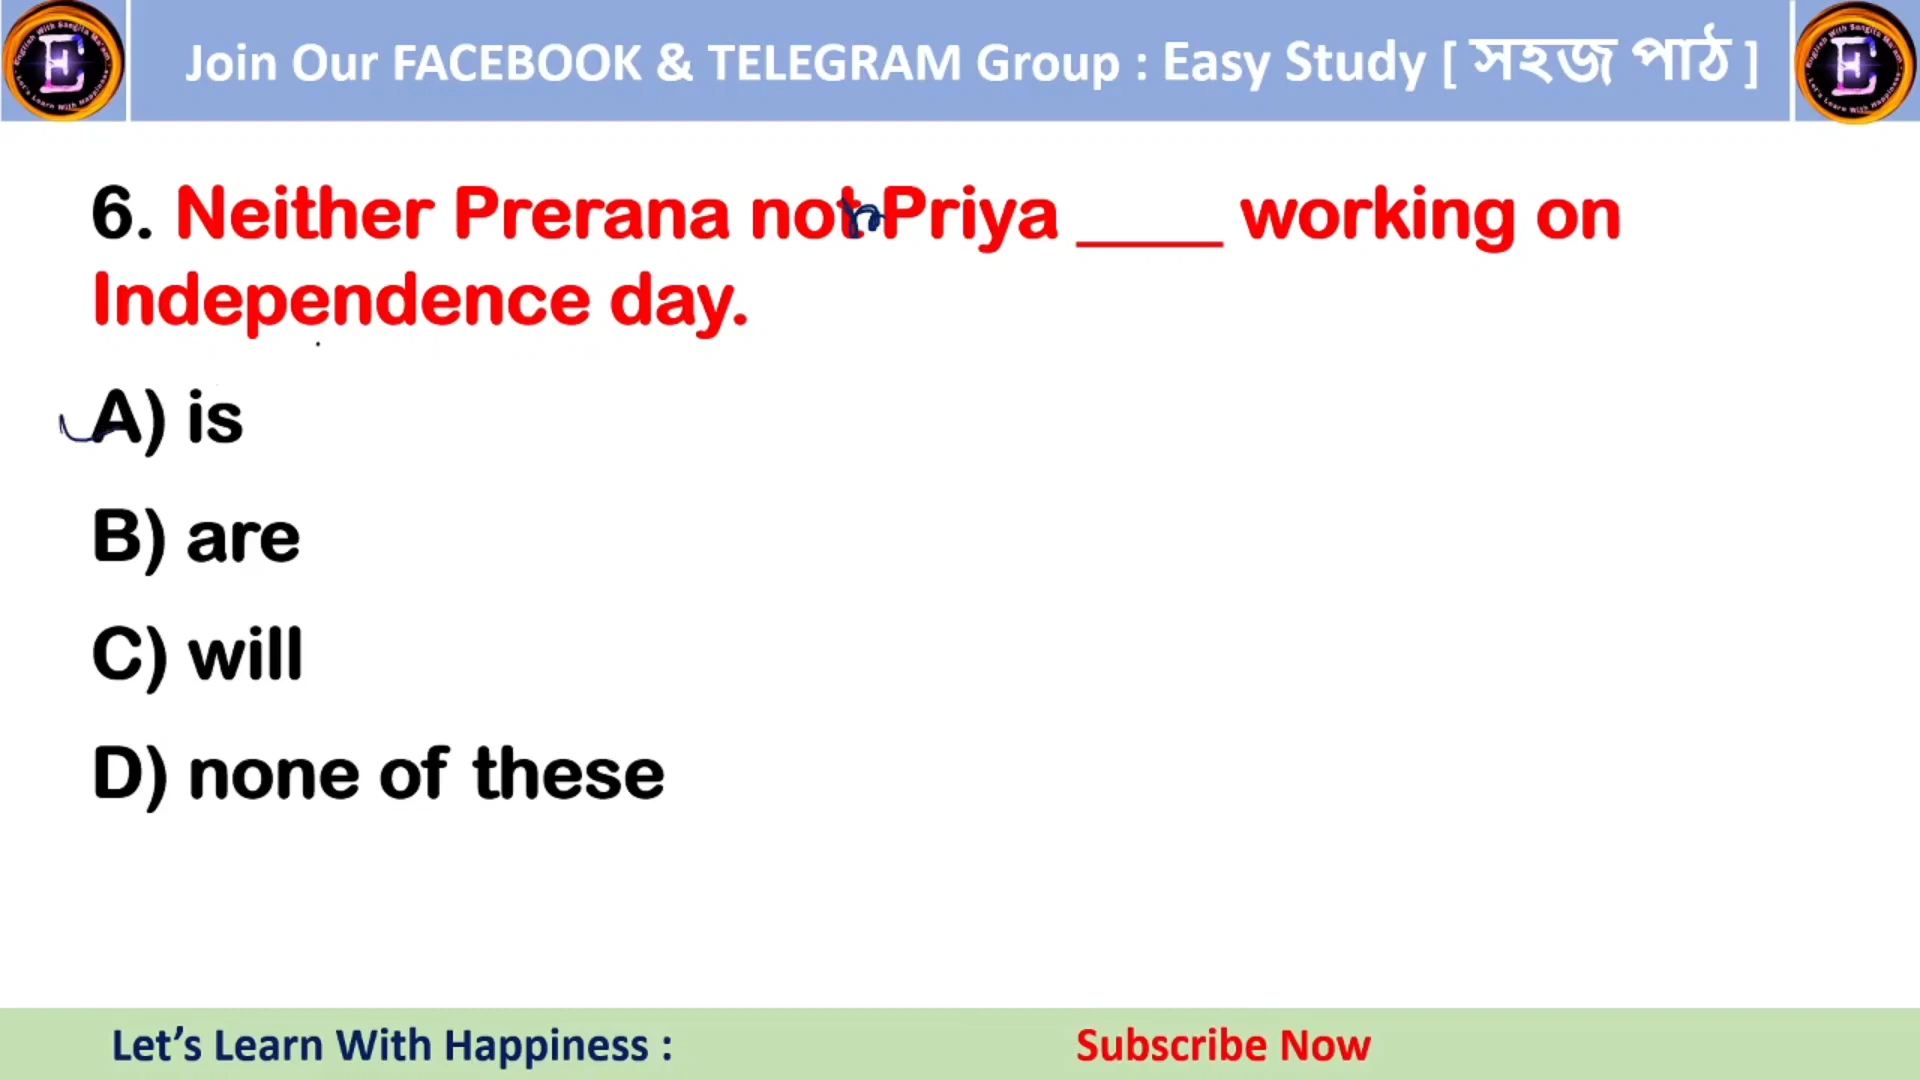 Join Our FACEBOOK & TELEGRAM Group : Easy Study [ সহজ পাঠ ]
6. Neither Prerana not Priya ____ working on
Independence day.
A) is
B) are
C) will
D) none of these
Let's Learn With Happiness :
Subscribe Now